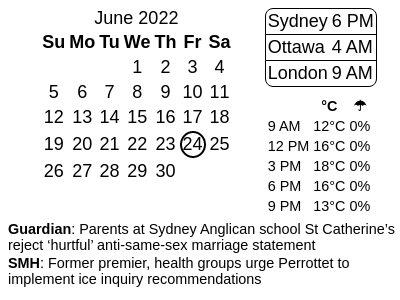 June 2022
Su Mo Tu We Th Fr Sa
1 2 3 4
5 6 7 8 9 10 11
12 13 14 15 16 17 18
19 20 21 22 23 24 25
26 27 28 29 30
Sydney 6 PM
Ottawa 4 AM
London 9 AM
°C ☂
9 AM 12°C 0%
12 PM 16°C 0%
3 PM 18°C 0%
6 PM 16°C 0%
9 PM 13°C 0%
Guardian: Parents at Sydney Anglican school St Catherine’s
reject ‘hurtful’ anti-same-sex marriage statement
SMH: Former premier, health groups urge Perrottet to
implement ice inquiry recommendations